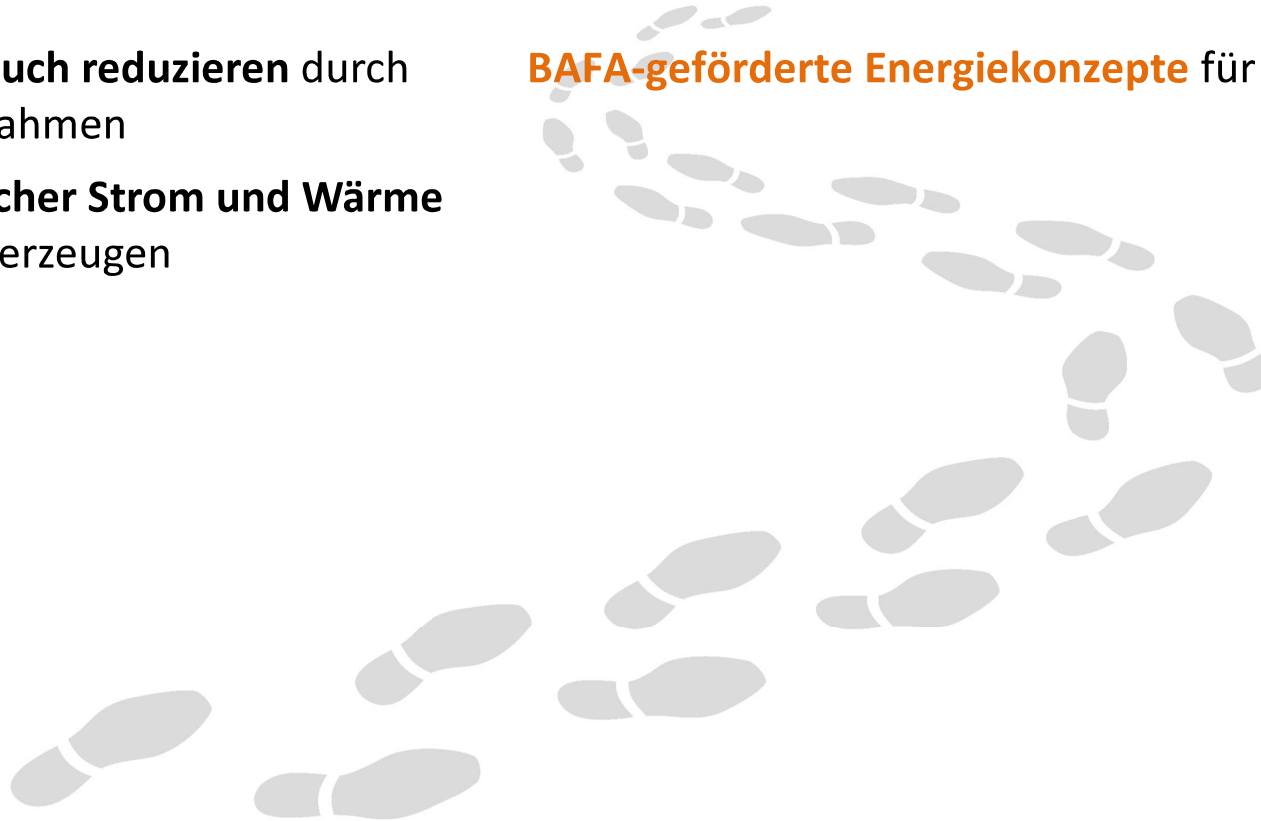 uch reduzieren durch
ahmen
cher Strom und Wärme
erzeugen
BAFA-geförderte Energiekonzepte für